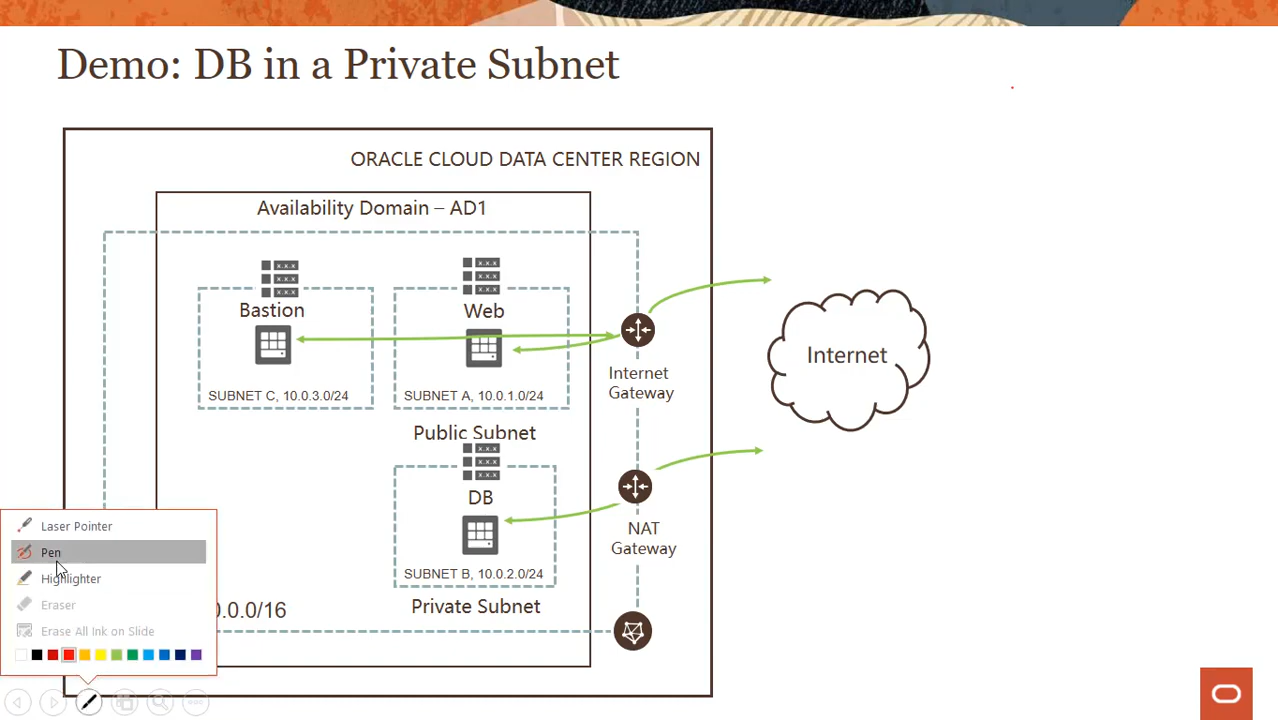 Demo: DB in a Private Subnet
ORACLE CLOUD DATA CENTER REGION
Availability Domain – AD1
x.x.x
x.x.x
x.x.x
x.x.x
x.x.x
x.x.x
Bastion
Web
SUBNET C, 10.0.3.0/24
SUBNET A, 10.0.1.0/24
Internet
Gateway
Internet
Public Subnet
x.x.x
x.x.x
x.x.x
DB
NAT
Gateway
SUBNET B, 10.0.2.0/24
Private Subnet
.0.0/16
Laser Pointer
Pen
Highlighter
Eraser
Erase All Ink on Slide